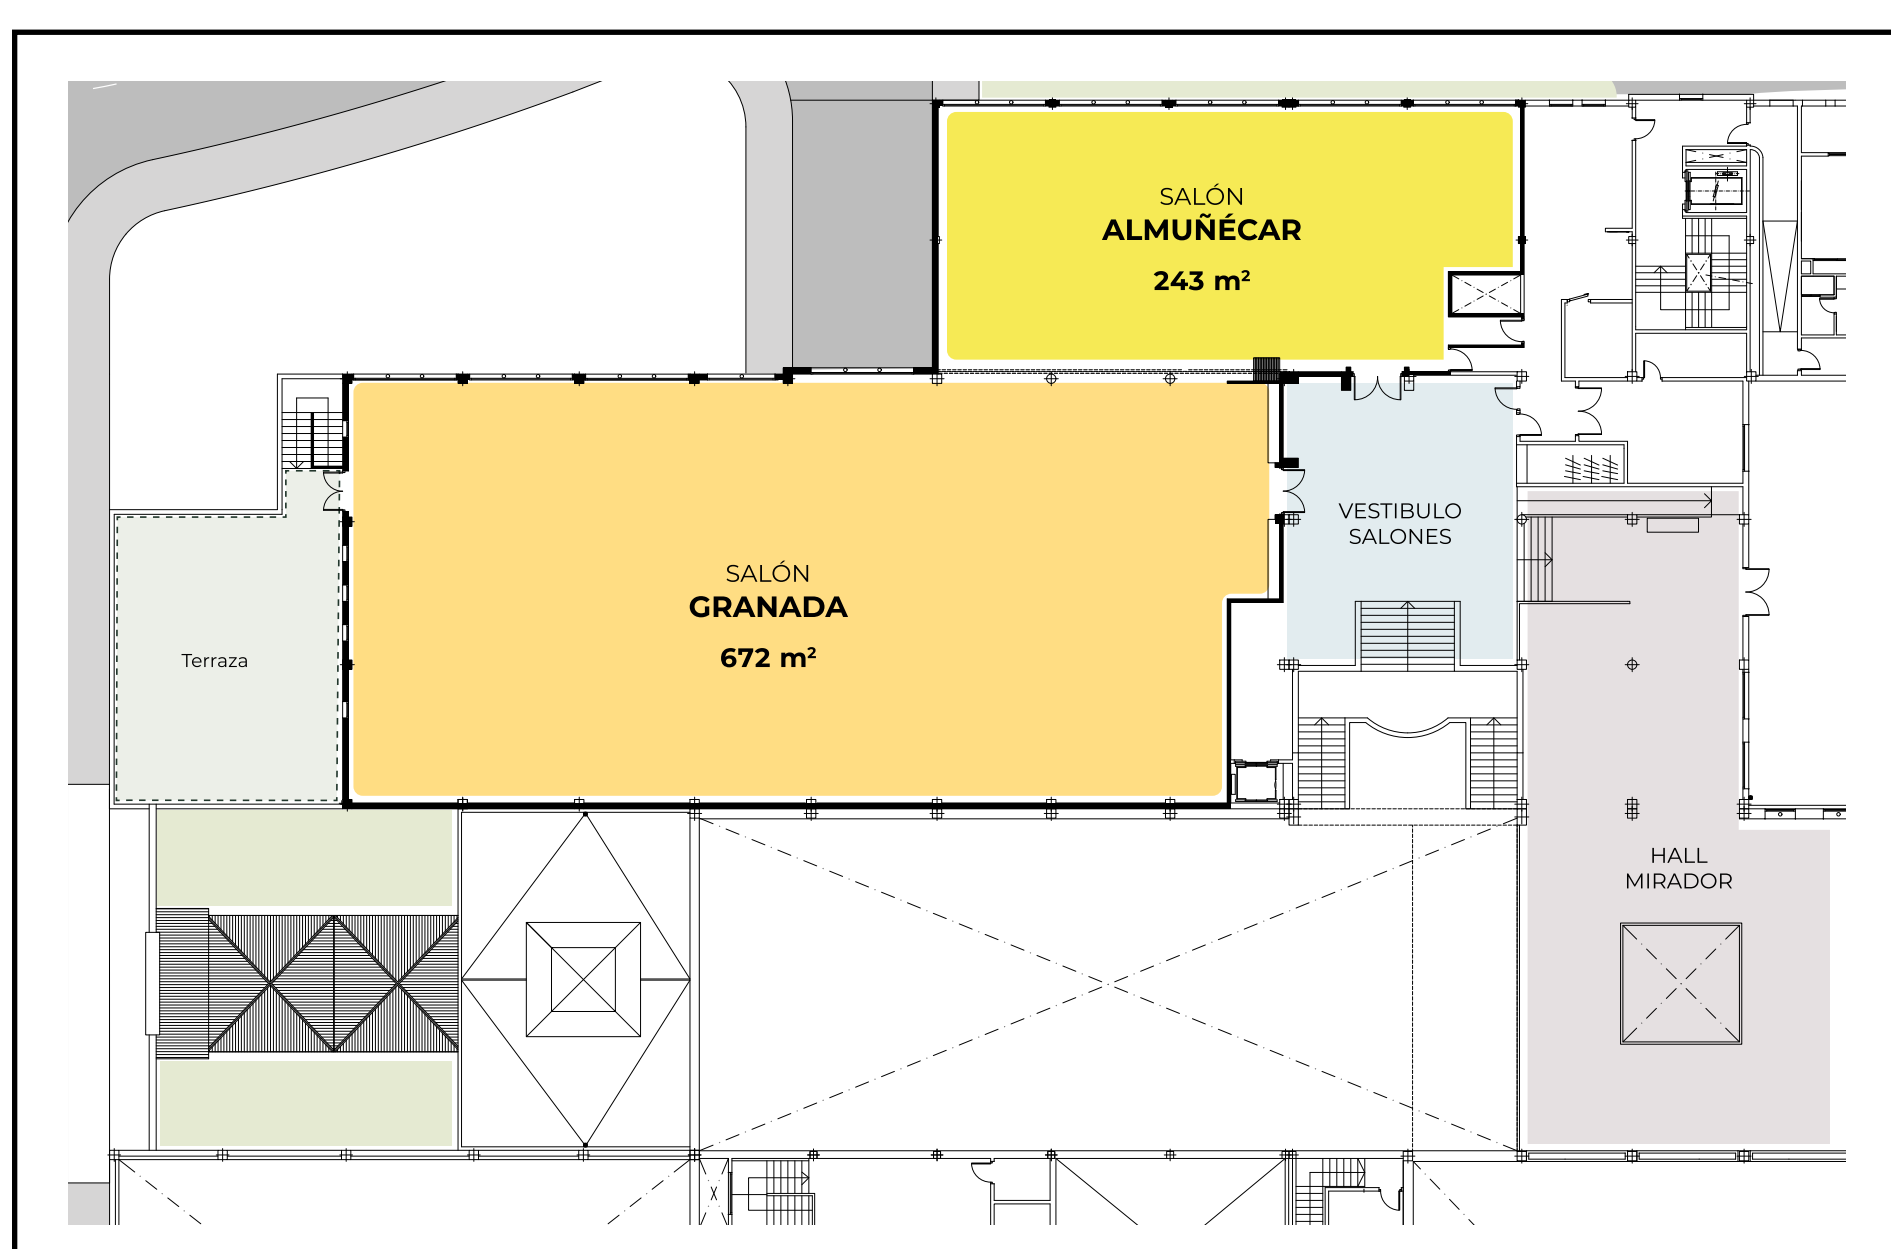 SALÓN
ALMUÑÉCAR
243 m²
VESTIBULO
SALONES
SALÓN
GRANADA
672 m²
Terraza
HALL
MIRADOR